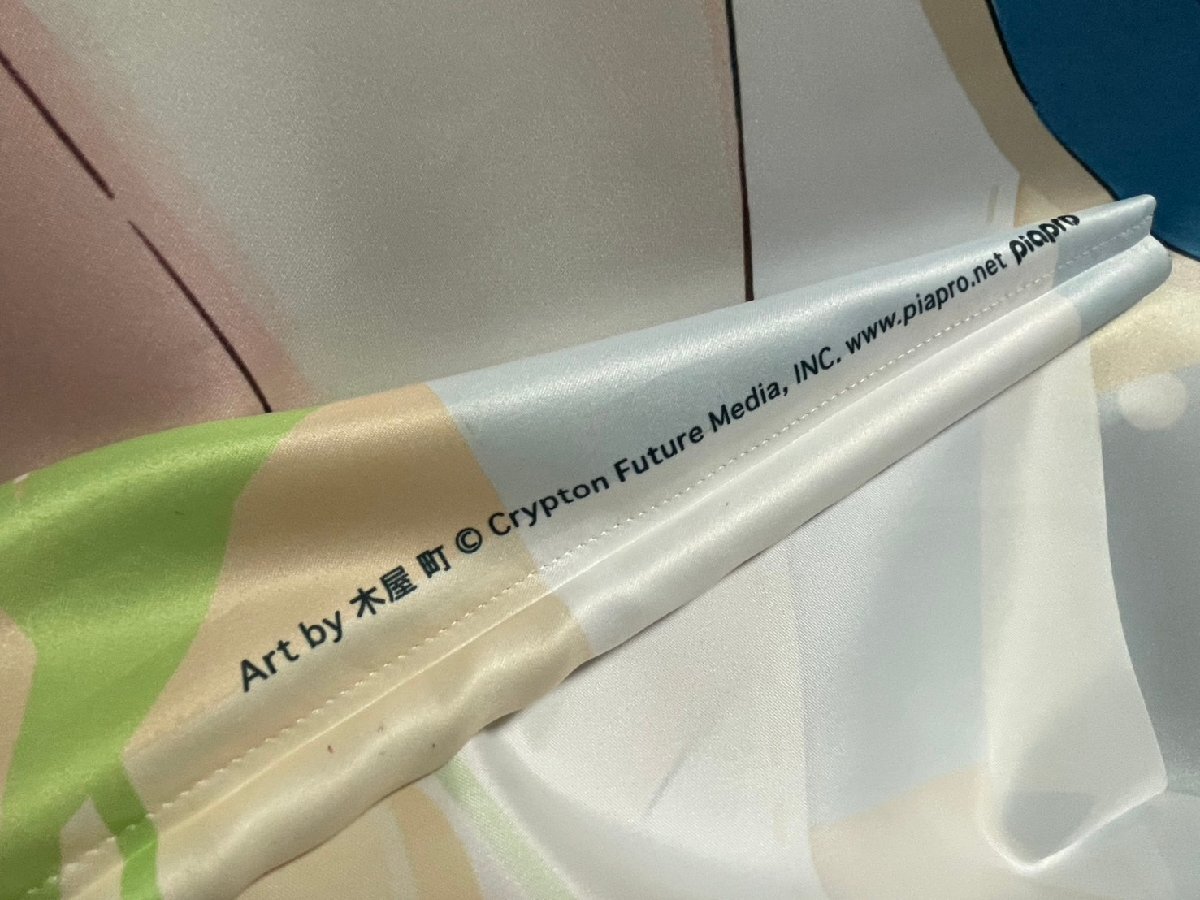 Art by 木屋 町 © Crypton Future Media, INC. www.piapro.net piapro